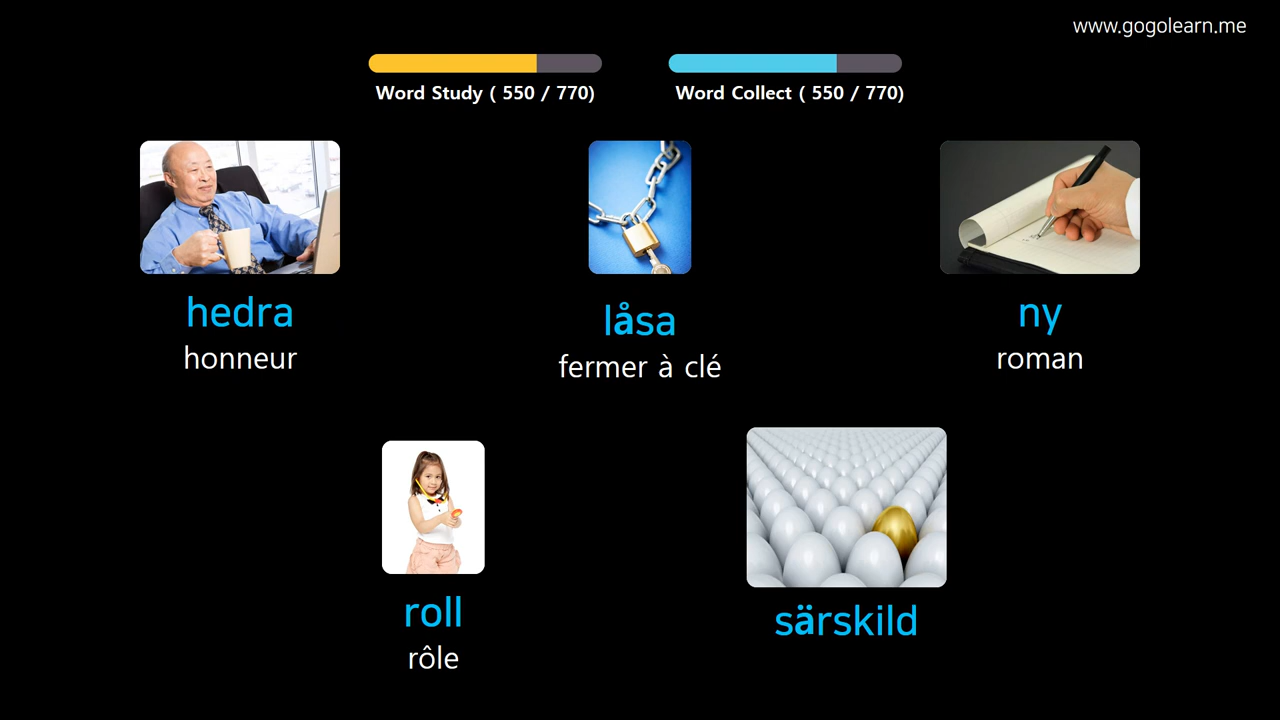 www.gogolearn.me
Word Study ( 550 / 770)
Word Collect ( 550 / 770)
hedra
honneur
låsa
fermer à clé
ny
roman
roll
rôle
särskild